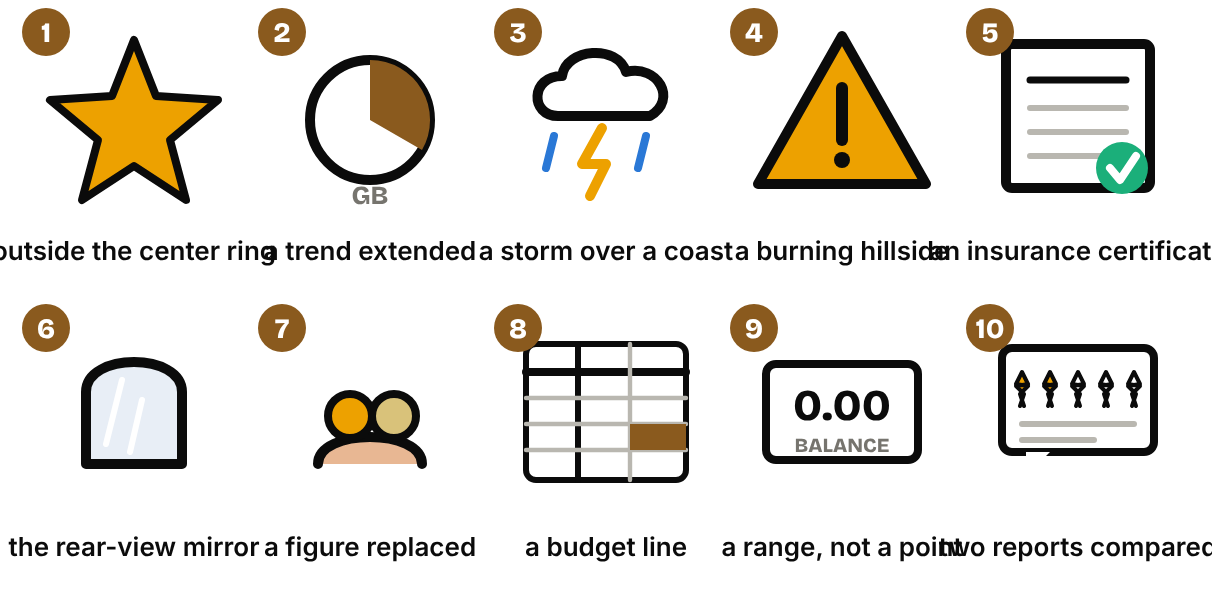 1
2
3
4
5
GB
outside the center ring
a trend extended
a storm over a coast
a burning hillside
an insurance certificat
6
7
8
9
10
0.00
BALANCE
the rear-view mirror
a figure replaced
a budget line
a range, not a point
two reports compared